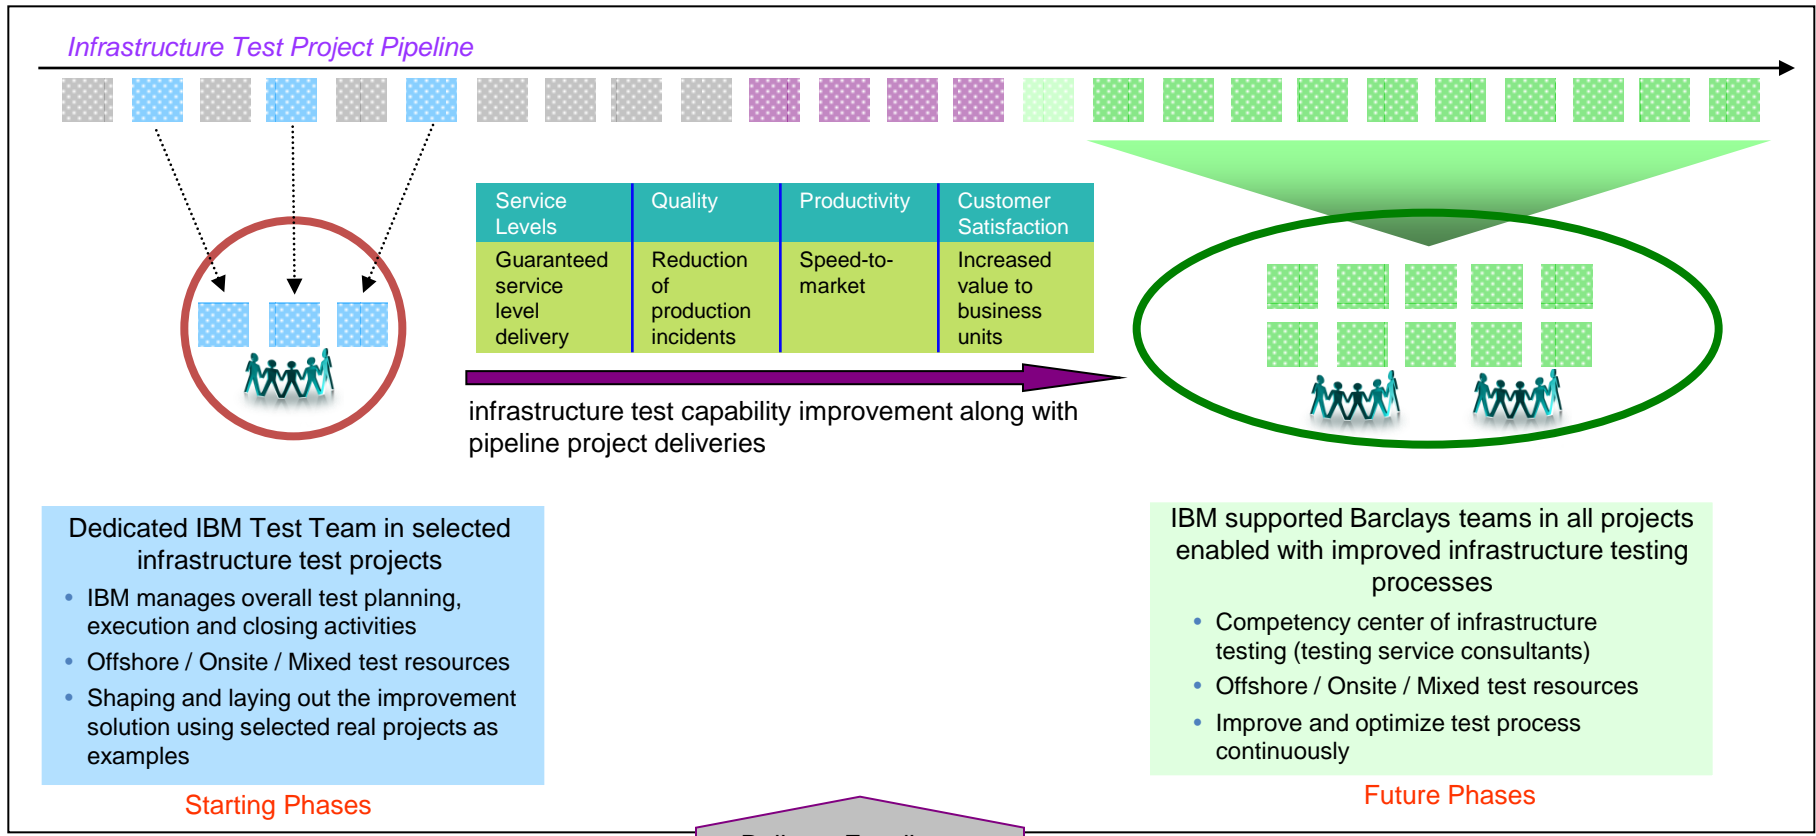 Infrastructure Test Project Pipeline
Service
Levels
Quality
Productivity
Customer
Satisfaction
Guaranteed
service
level
delivery
Reduction
of
production
incidents
Speed-to-
market
Increased
value to
business
units
infrastructure test capability improvement along with
pipeline project deliveries
Dedicated IBM Test Team in selected
infrastructure test projects
• IBM manages overall test planning,
execution and closing activities
• Offshore / Onsite / Mixed test resources
• Shaping and laying out the improvement
solution using selected real projects as
examples
Starting Phases
IBM supported Barclays teams in all projects
enabled with improved infrastructure testing
processes
• Competency center of infrastructure
testing (testing service consultants)
• Offshore / Onsite / Mixed test resources
• Improve and optimize test process
continuously
Future Phases